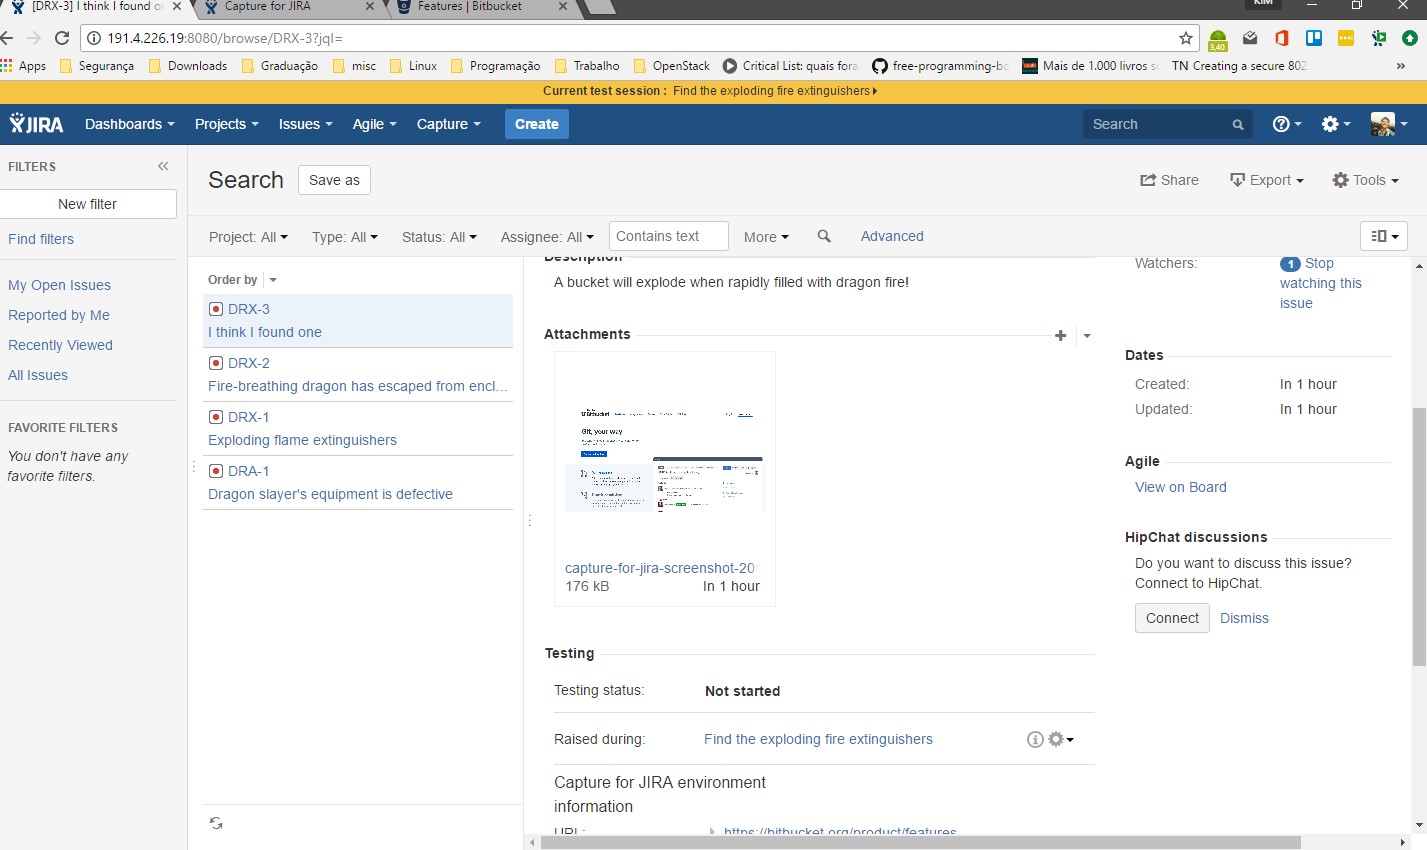 [DRX-3] I think I found or
Capture for JIRA
Features | Bitbucket
KIM
191.4.226.19:8080/browse/DRX-3?jql=
3,40
Apps
Segurança
Downloads
Graduação
misc
Linux
Programação
Trabalho
OpenStack
Critical List: quais fora
free-programming-bo
Mais de 1.000 livros s
TN Creating a secure 802
»
Current test session : Find the exploding fire extinguishers
JIRA
Dashboards
Projects
Issues
Agile
Capture
Create
Search
FILTERS
New filter
Find filters
My Open Issues
Reported by Me
Recently Viewed
All Issues
FAVORITE FILTERS
You don't have any
favorite filters.
Search
Save as
Share
Export
Tools
Project: All
Type: All
Status: All
Assignee: All
Contains text
More
Advanced
Order by
DRX-3
I think I found one
DRX-2
Fire-breathing dragon has escaped from encl...
DRX-1
Exploding flame extinguishers
DRA-1
Dragon slayer's equipment is defective
Description
A bucket will explode when rapidly filled with dragon fire!
Attachments
Bitbucket
Git, your way
capture-for-jira-screenshot-20
176 kB
In 1 hour
Testing
Testing status:
Not started
Raised during:
Find the exploding fire extinguishers
Capture for JIRA environment
information
URL:
https://bitbucket.org/product/features
Watchers:
1 Stop
watching this
issue
Dates
Created:
In 1 hour
Updated:
In 1 hour
Agile
View on Board
HipChat discussions
Do you want to discuss this issue?
Connect to HipChat.
Connect
Dismiss